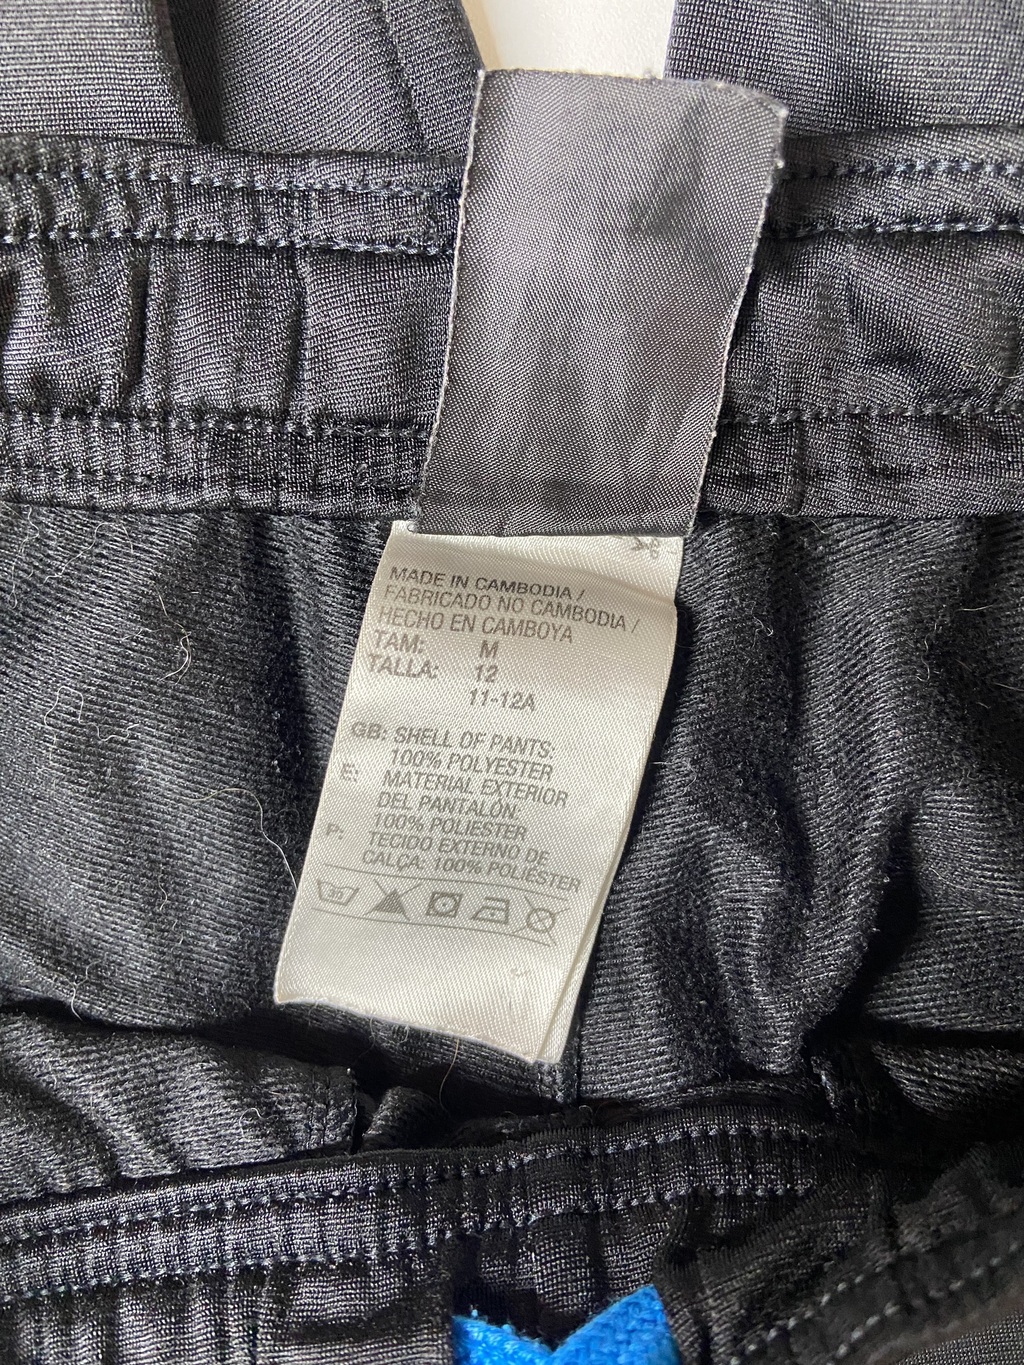 MADE IN CAMBODIA /
FABRICADO NO CAMBODIA /
HECHO EN CAMBOYA
TAM: M
TALLA: 12
11-12A
GB: SHELL OF PANTS:
100% POLYESTER
E: MATERIAL EXTERIOR
DEL PANTALÓN:
100% POLIESTER
P: TECIDO EXTERNO DE
CALÇA: 100% POLIÉSTER